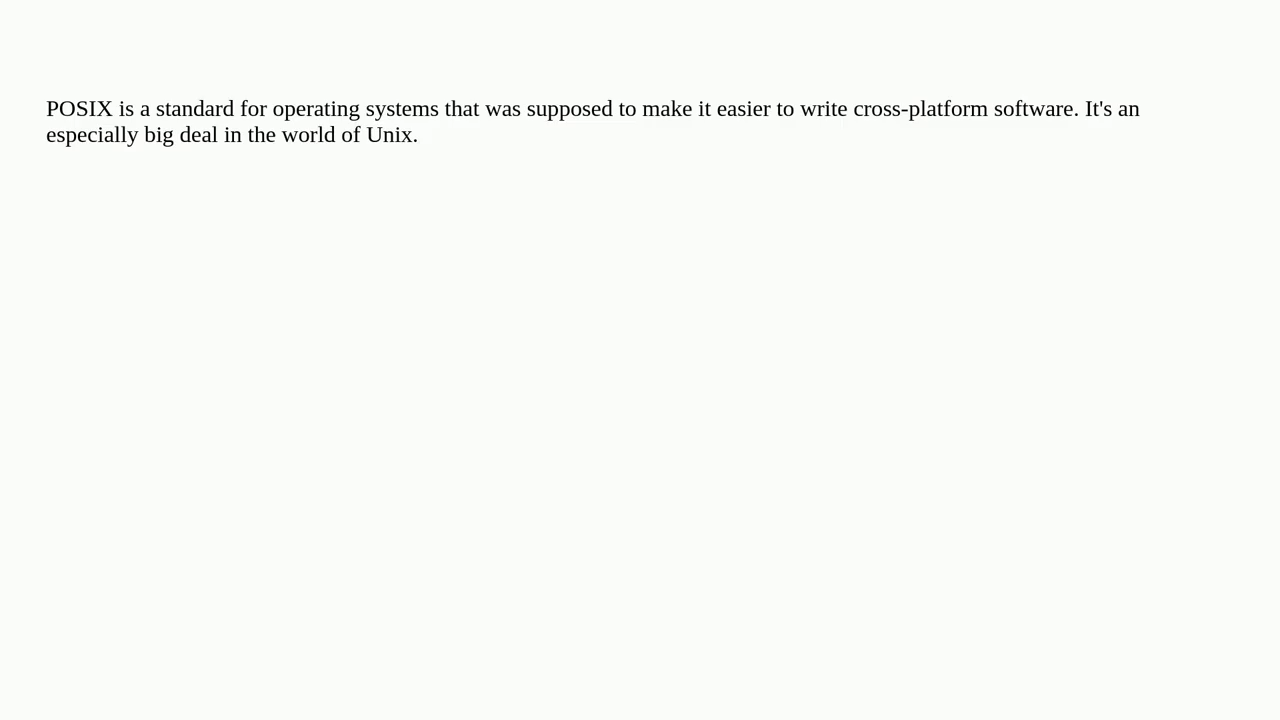 POSIX is a standard for operating systems that was supposed to make it easier to write cross-platform software. It's an
especially big deal in the world of Unix.